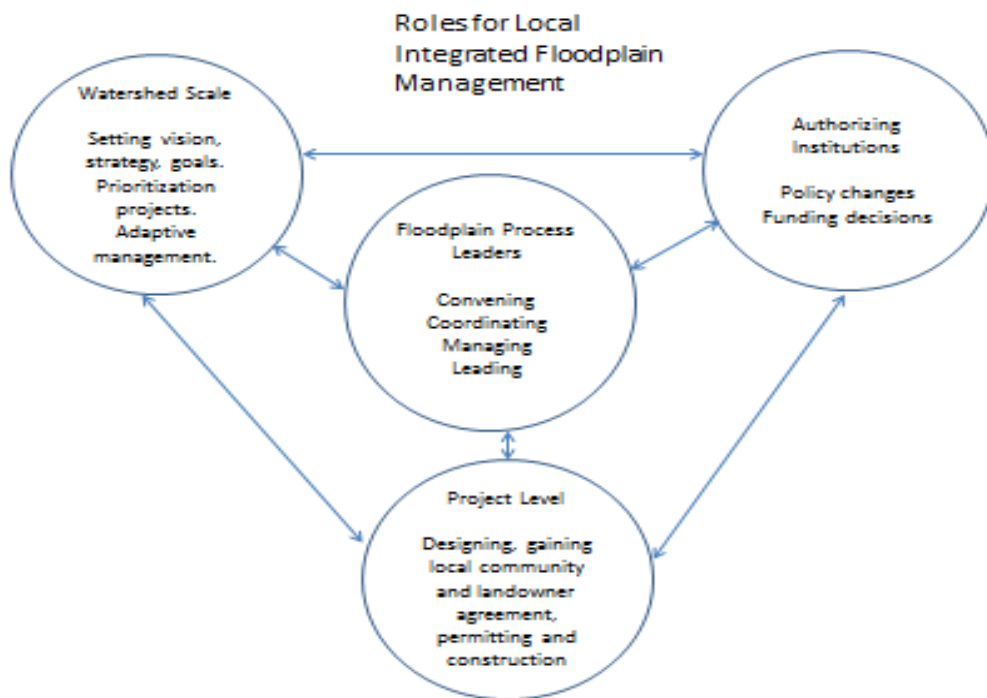 Roles for Local
Integrated Floodplain
Management
Watershed Scale
Setting vision,
strategy, goals.
Prioritization
projects.
Adaptive
management.
Authorizing
Institutions
Policy changes
Funding decisions
Floodplain Process
Leaders
Convening
Coordinating
Managing
Leading
Project Level
Designing, gaining
local community
and landowner
agreement,
permitting and
construction